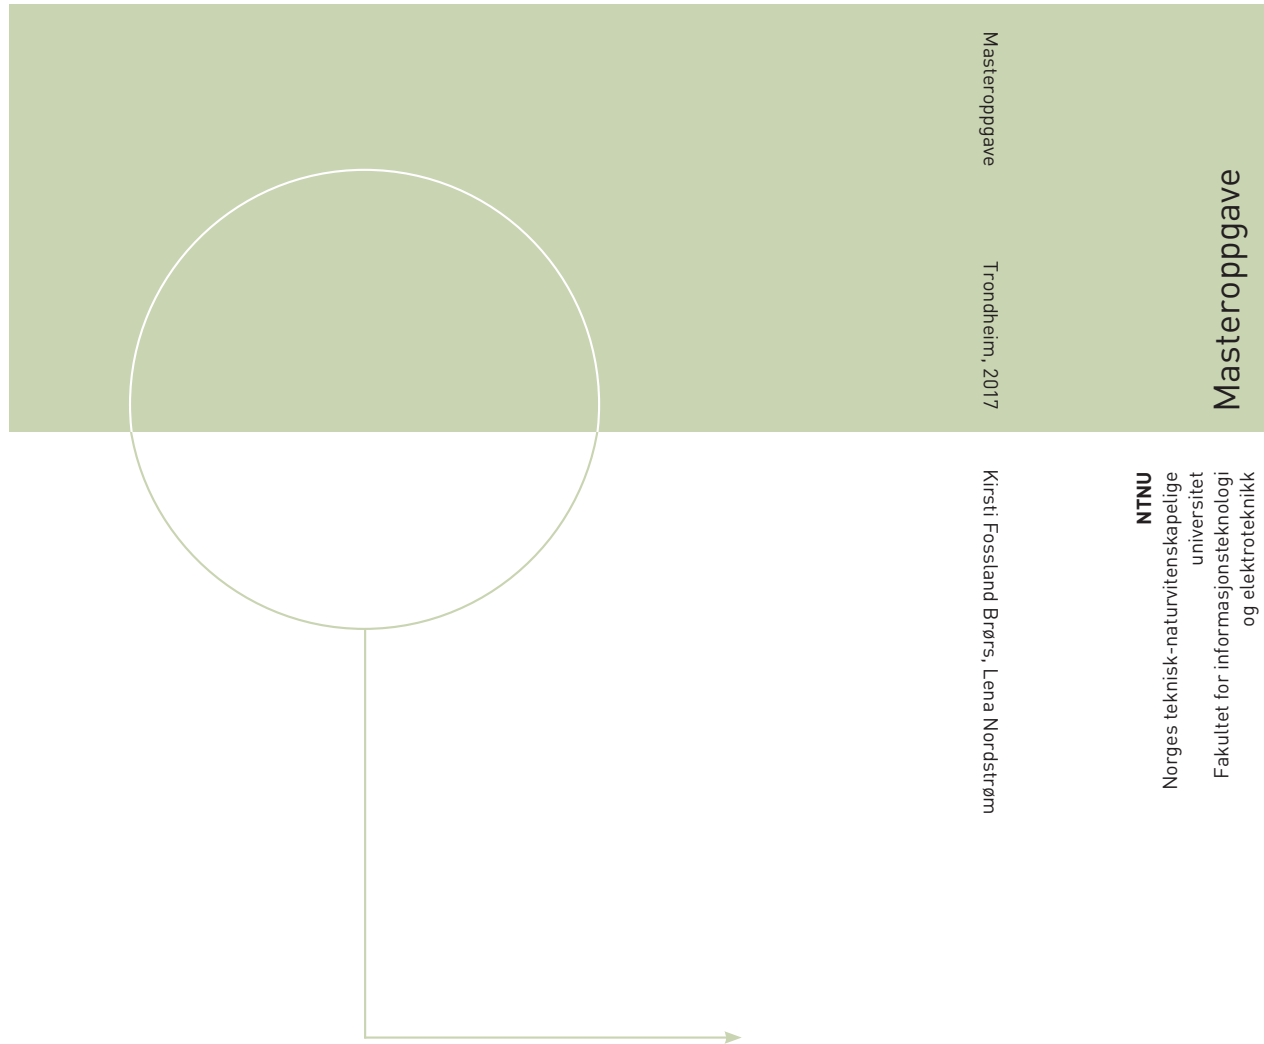 Masteroppgave
Trondheim, 2017
Kirsti Fossland Brørs, Lena Nordstrøm
Masteroppgave
NTNU
Norges teknisk-naturvitenskapelige
universitet
Fakultet for informasjonsteknologi
og elektroteknikk